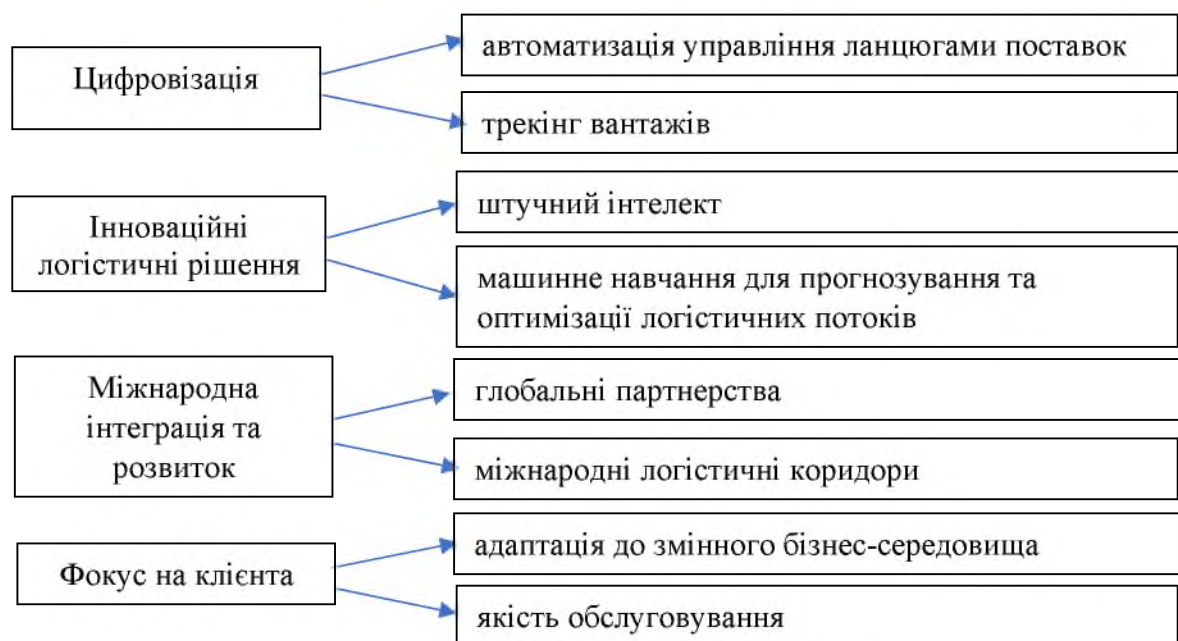 Цифровізація
автоматизація управління ланцюгами поставок
трекінг вантажів
Інноваційні
логістичні рішення
штучний інтелект
машинне навчання для прогнозування та
оптимізації логістичних потоків
Міжнародна
інтеграція та
розвиток
глобальні партнерства
міжнародні логістичні коридори
Фокус на клієнта
адаптація до змінного бізнес-середовища
якість обслуговування